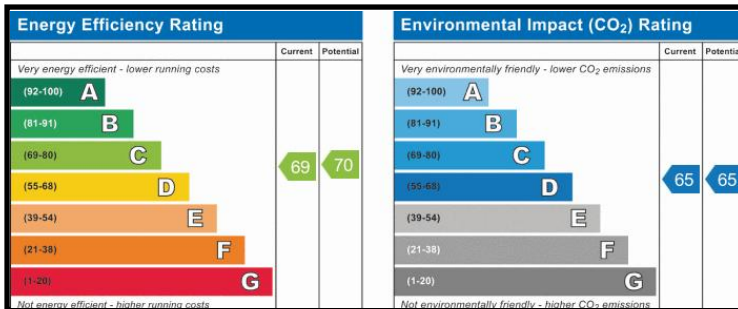 Energy Efficiency Rating
Current Potential
Very energy efficient - lower running costs
(92-100) A
(81-91) B
(69-80) C
69 70
(55-68) D
(39-54) E
(21-38) F
(1-20) G
Not energy efficient - higher running costs
Environmental Impact (CO₂) Rating
Current Potential
Very environmentally friendly - lower CO₂ emissions
(92-100) A
(81-91) B
(69-80) C
(55-68) D
65 65
(39-54) E
(21-38) F
(1-20) G
Not environmentally friendly - higher CO₂ emissions